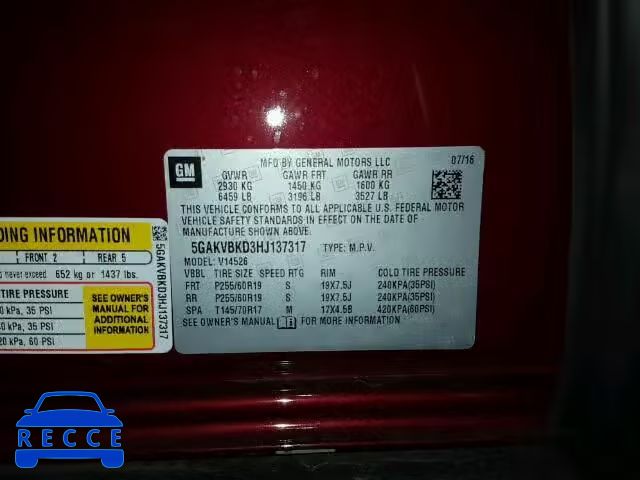 GM
MFD BY GENERAL MOTORS LLC 07/16
GVWR GAWR FRT GAWR RR
2930 KG 1450 KG 1600 KG
6459 LB 3196 LB 3527 LB
THIS VEHICLE CONFORMS TO ALL APPLICABLE U.S. FEDERAL MOTOR
VEHICLE SAFETY STANDARDS IN EFFECT ON THE DATE OF
MANUFACTURE SHOWN ABOVE.
5GAKVBKD3HJ137317 TYPE: M.P.V.
MODEL: V14526
VBBL TIRE SIZE SPEED RTG RIM COLD TIRE PRESSURE
FRT P255/60R19 S 19X7.5J 240KPA(35PSI)
RR P255/60R19 S 19X7.5J 240KPA(35PSI)
SPA T145/70R17 M 17X4.5B 420KPA(60PSI)
SEE OWNER'S MANUAL FOR MORE INFORMATION.
DING INFORMATION
FRONT 2 REAR 5
never exceed 652 kg or 1437 lbs.
TIRE PRESSURE
0 kPa, 35 PSI
0 kPa, 35 PSI
20 kPa, 60 PSI
SEE OWNER'S
MANUAL FOR
ADDITIONAL
INFORMATION
5GAKVBKD3HJ137317
RECCE